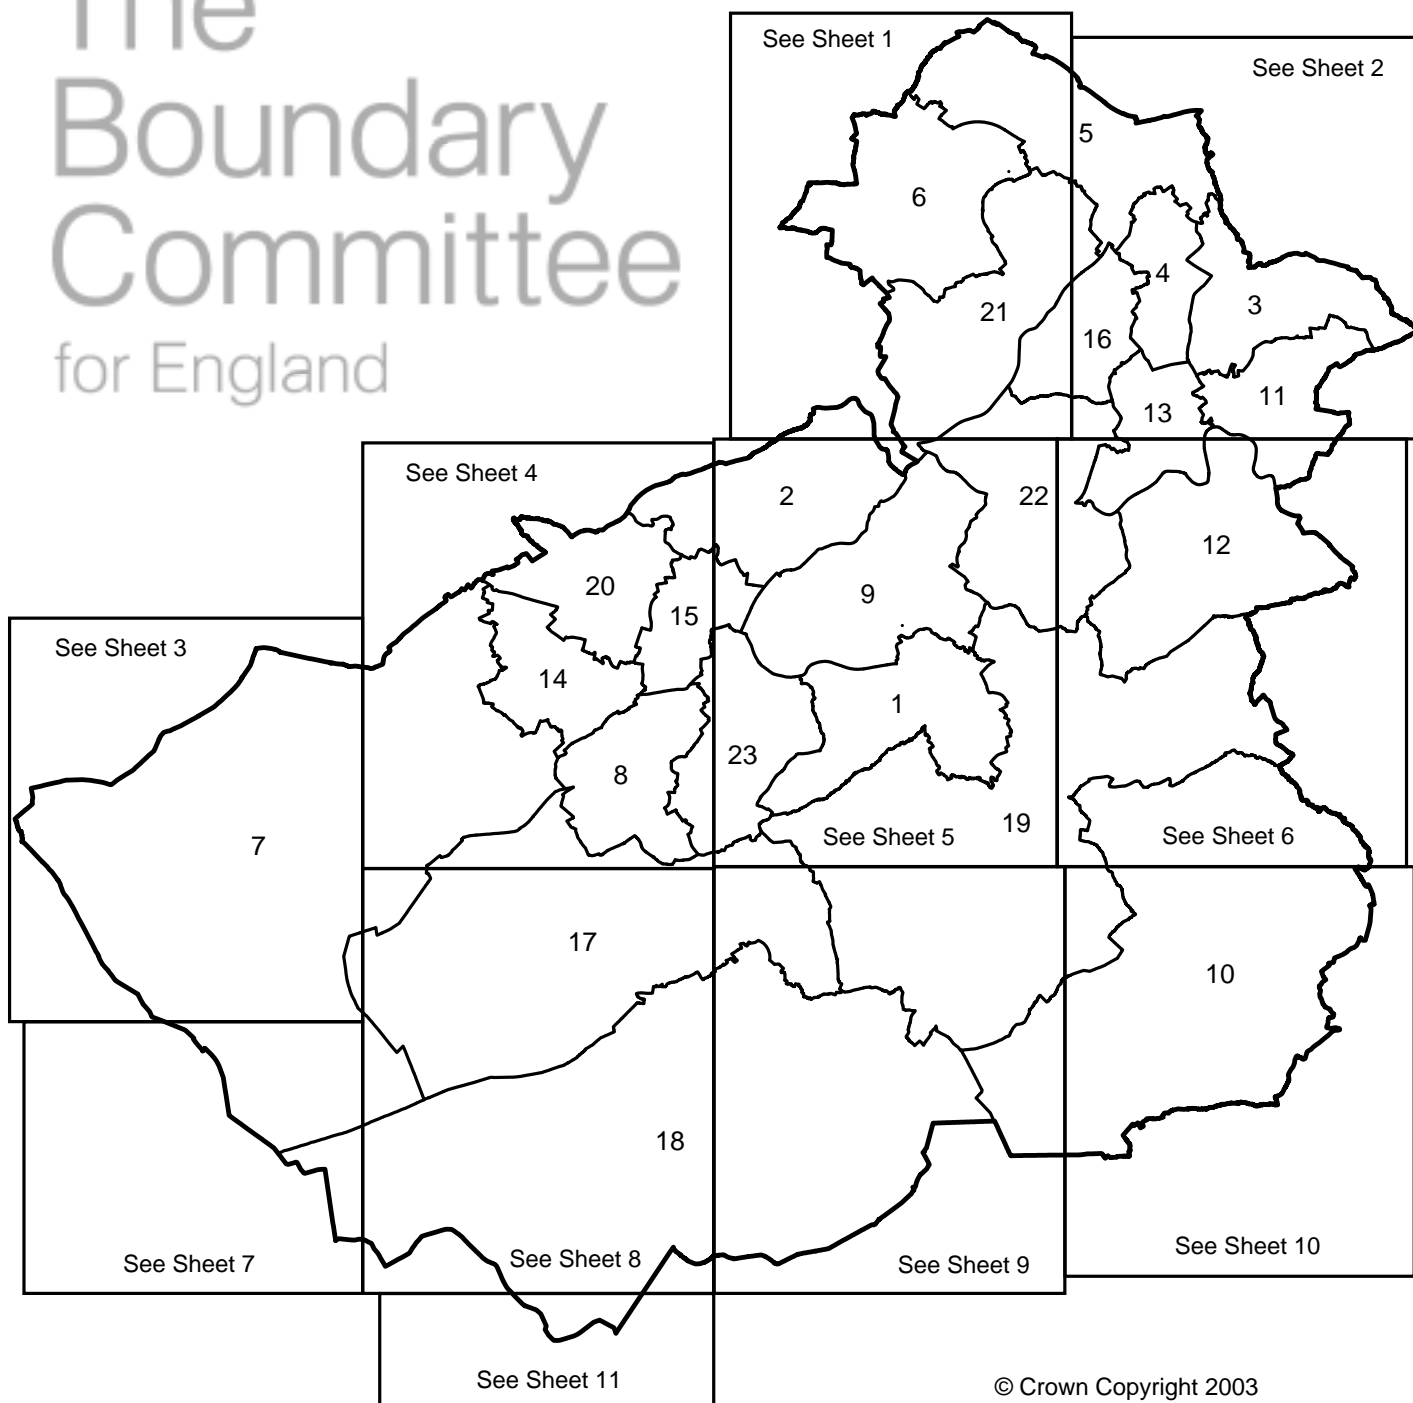 The
Boundary
Committee
for England
See Sheet 1
See Sheet 2
5
6
4
3
21
16
11
13
See Sheet 4
2
22
12
20
9
15
See Sheet 3
14
1
23
8
19
7
See Sheet 5
See Sheet 6
17
10
18
See Sheet 7
See Sheet 8
See Sheet 9
See Sheet 10
See Sheet 11
© Crown Copyright 2003